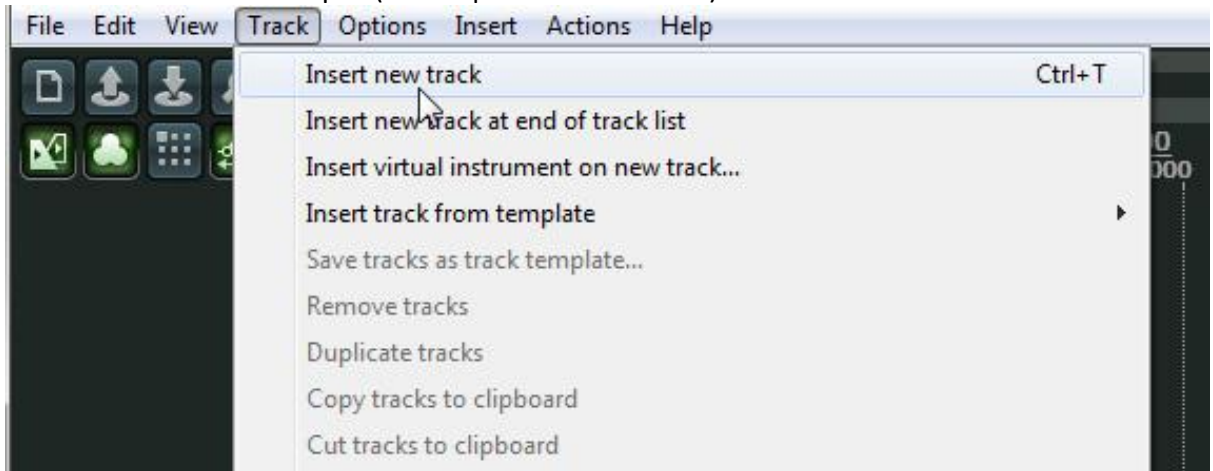 File Edit View Track Options Insert Actions Help
Insert new track Ctrl+T
Insert new track at end of track list
Insert virtual instrument on new track...
Insert track from template
Save tracks as track template...
Remove tracks
Duplicate tracks
Copy tracks to clipboard
Cut tracks to clipboard